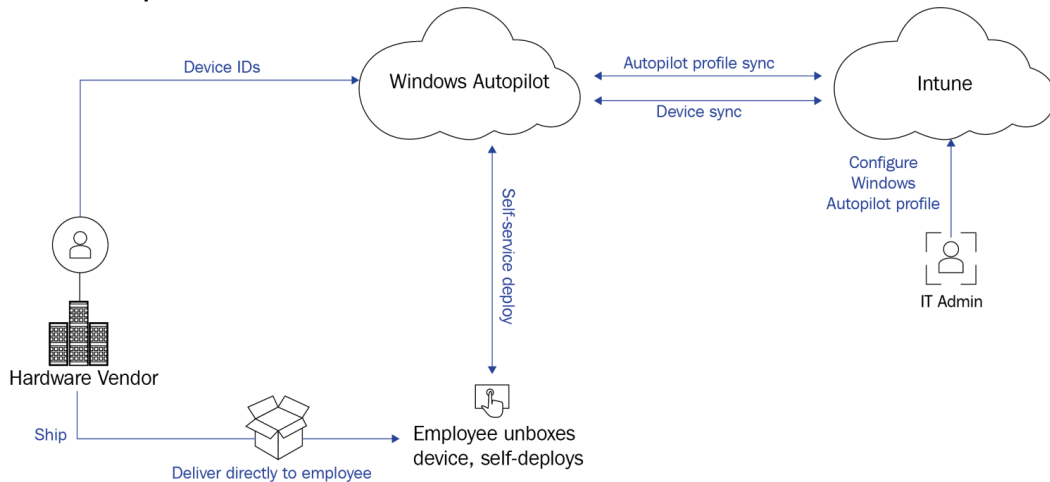 Device IDs
Windows Autopilot
Autopilot profile sync
Device sync
Intune
Configure
Windows
Autopilot profile
IT Admin
Self-service deploy
Hardware Vendor
Ship
Deliver directly to employee
Employee unboxes
device, self-deploys